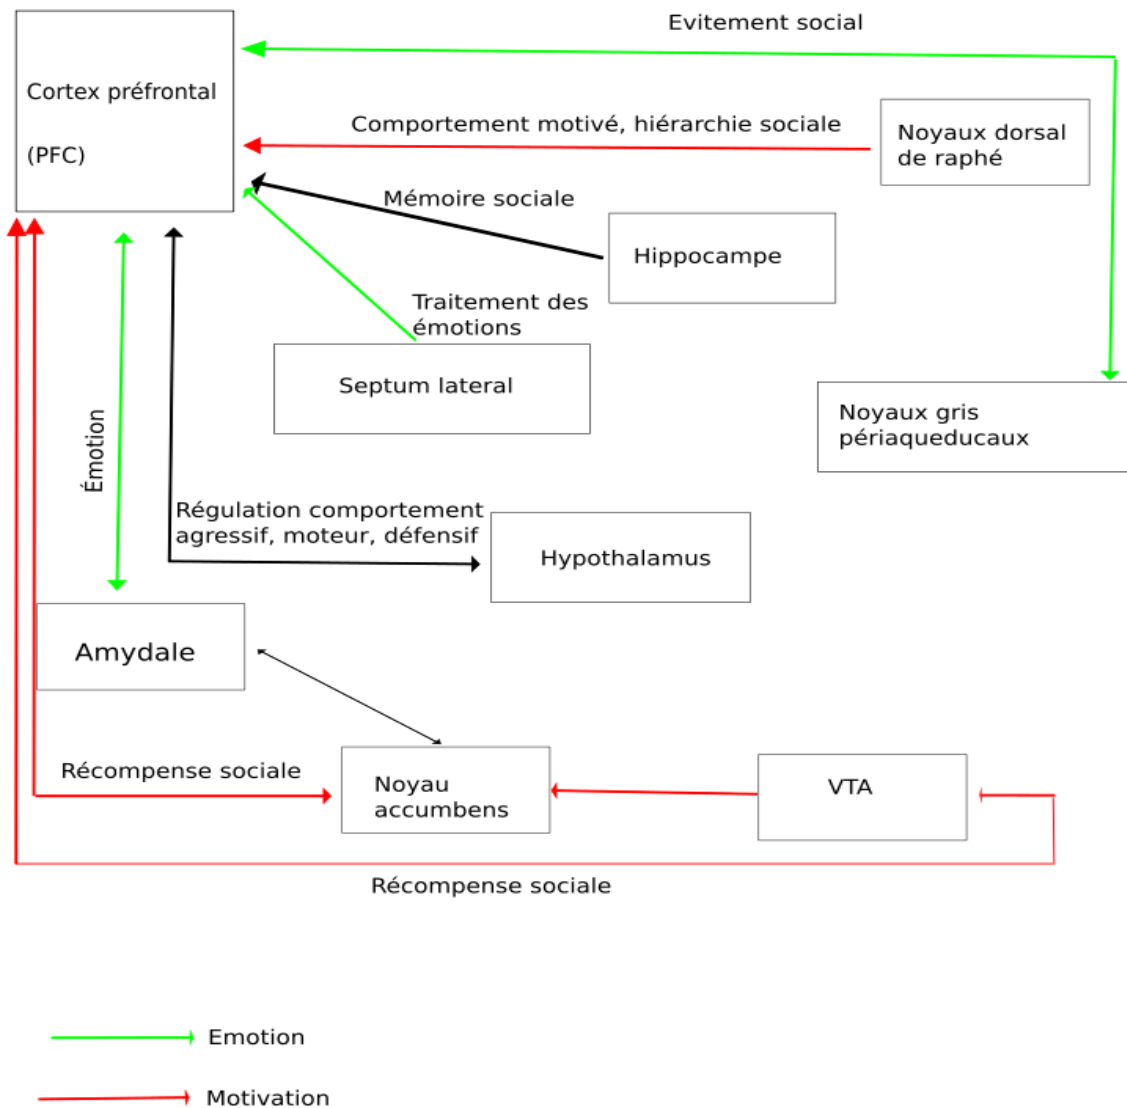 Evitement social
Cortex préfrontal
(PFC)
Comportement motivé, hiérarchie sociale
Noyaux dorsal
de raphé
Mémoire sociale
Hippocampe
Traitement des
émotions
Septum lateral
Noyaux gris
périaqueducaux
Émotion
Régulation comportement
agressif, moteur, défensif
Hypothalamus
Amydale
Récompense sociale
Noyau
accumbens
VTA
Récompense sociale
Emotion
Motivation